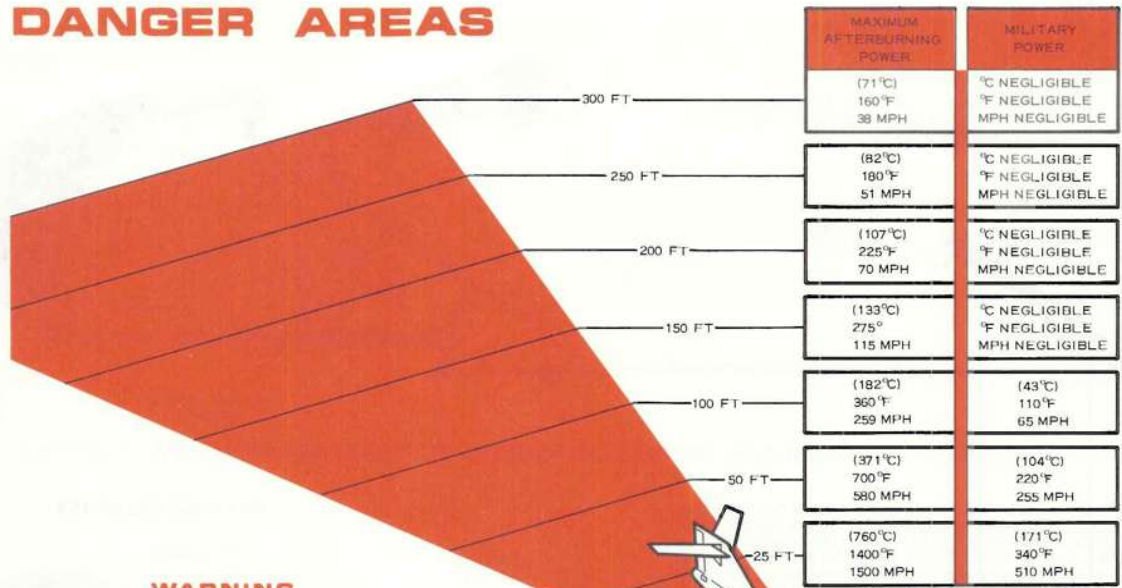 DANGER AREAS
MAXIMUM
AFTERBURNING
POWER
MILITARY
POWER
300 FT
(71°C)
160°F
38 MPH
°C NEGLIGIBLE
°F NEGLIGIBLE
MPH NEGLIGIBLE
250 FT
(82°C)
180°F
51 MPH
°C NEGLIGIBLE
°F NEGLIGIBLE
MPH NEGLIGIBLE
200 FT
(107°C)
225°F
70 MPH
°C NEGLIGIBLE
°F NEGLIGIBLE
MPH NEGLIGIBLE
150 FT
(133°C)
275°
115 MPH
°C NEGLIGIBLE
°F NEGLIGIBLE
MPH NEGLIGIBLE
100 FT
(182°C)
360°F
259 MPH
(43°C)
110°F
65 MPH
50 FT
(371°C)
700°F
580 MPH
(104°C)
220°F
255 MPH
25 FT
(760°C)
1400°F
1500 MPH
(171°C)
340°F
510 MPH
WARNING